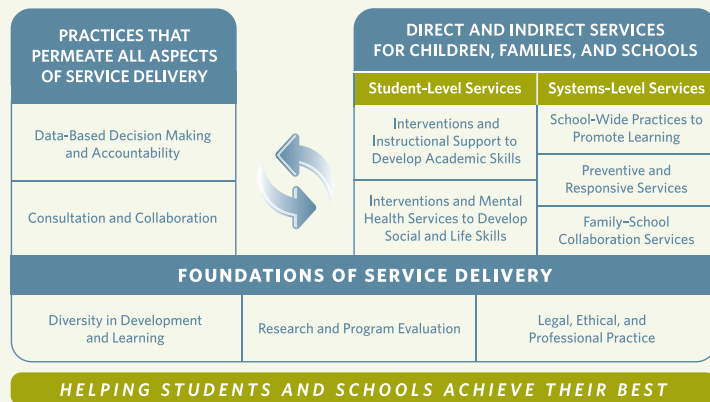 PRACTICES THAT
PERMEATE ALL ASPECTS
OF SERVICE DELIVERY
Data-Based Decision Making
and Accountability
Consultation and Collaboration
DIRECT AND INDIRECT SERVICES
FOR CHILDREN, FAMILIES, AND SCHOOLS
Student-Level Services
Interventions and
Instructional Support to
Develop Academic Skills
Interventions and Mental
Health Services to Develop
Social and Life Skills
Systems-Level Services
School-Wide Practices to
Promote Learning
Preventive and
Responsive Services
Family–School
Collaboration Services
FOUNDATIONS OF SERVICE DELIVERY
Diversity in Development
and Learning
Research and Program Evaluation
Legal, Ethical, and
Professional Practice
HELPING STUDENTS AND SCHOOLS ACHIEVE THEIR BEST